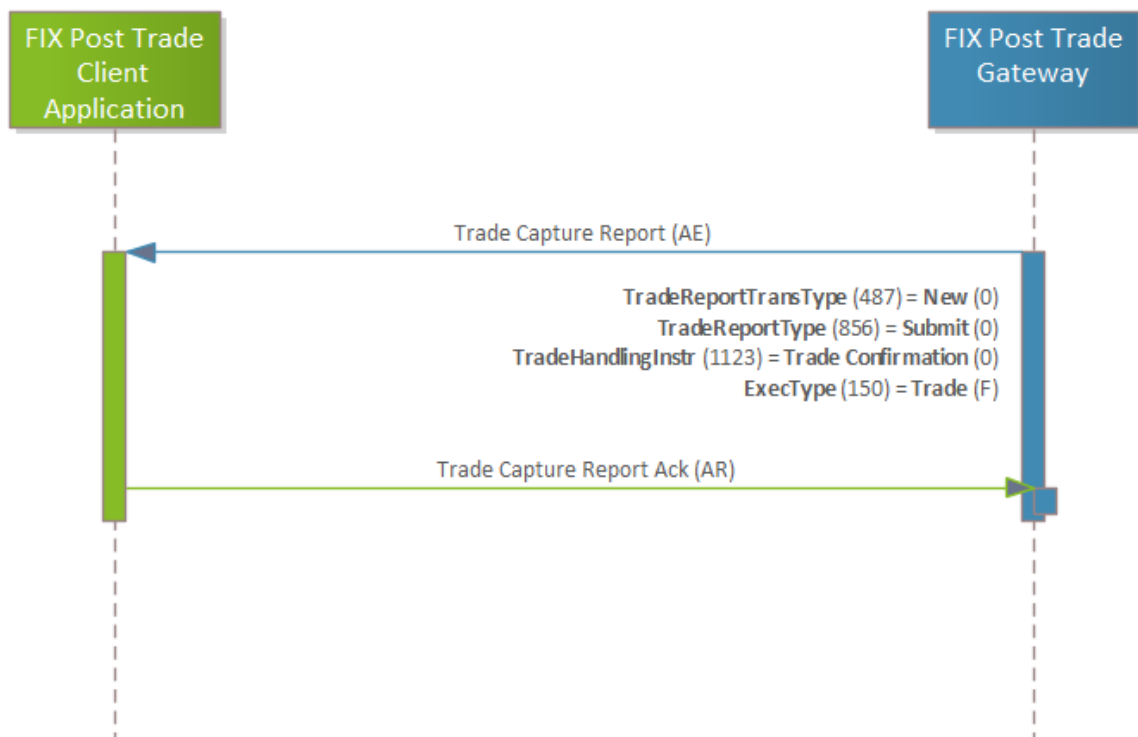 FIX Post Trade
Client
Application
FIX Post Trade
Gateway
Trade Capture Report (AE)
TradeReportTransType (487) = New (0)
TradeReportType (856) = Submit (0)
TradeHandlingInstr (1123) = Trade Confirmation (0)
ExecType (150) = Trade (F)
Trade Capture Report Ack (AR)